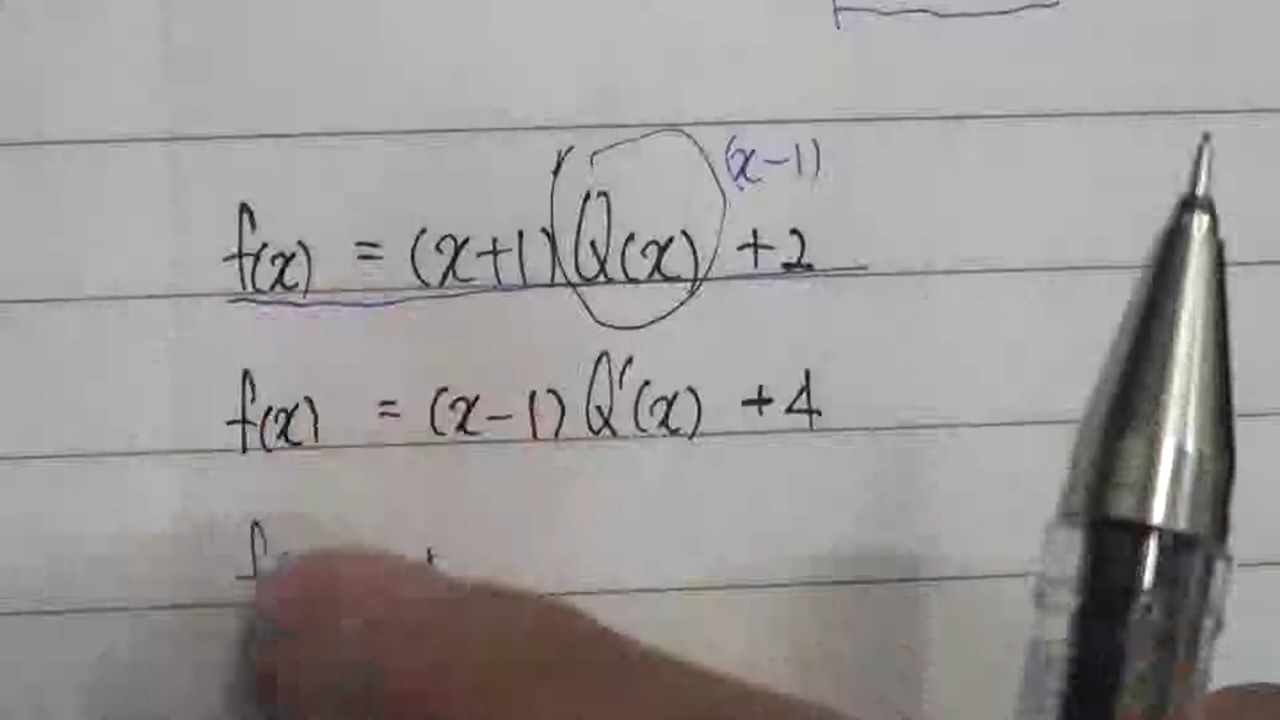 (x-1)
f(x) = (x+1) Q(x) +2
f(x) = (x-1) Q'(x) +4